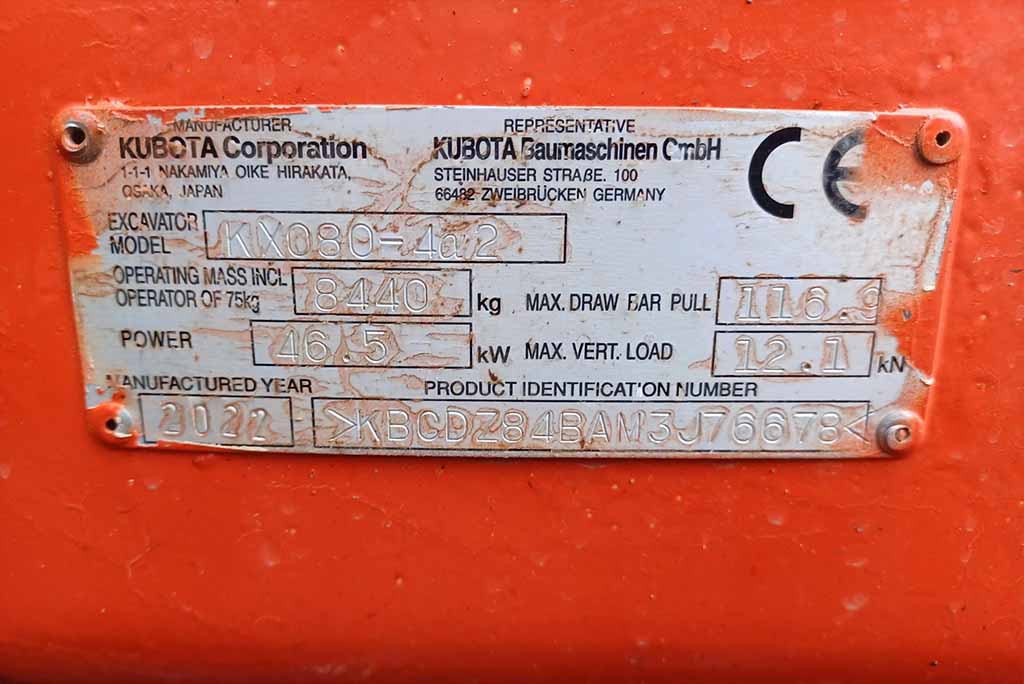 MANUFACTURER
KUBOTA Corporation
1-1-1 NAKAMIYA OIKE HIRAKATA,
OSAKA, JAPAN
REPRESENTATIVE
KUBOTA Baumaschinen GmbH
STEINHAUSER STRAßE. 100
66482 ZWEIBRÜCKEN GERMANY
CE
EXCAVATOR MODEL KX080-4α2
OPERATING MASS INCL
OPERATOR OF 75kg 8440 kg
MAX. DRAW BAR PULL 116.9
POWER 46.5 kW
MAX. VERT. LOAD 12.1 kN
MANUFACTURED YEAR
2022
PRODUCT IDENTIFICATION NUMBER
>KBCDZ84BAM3J76678<